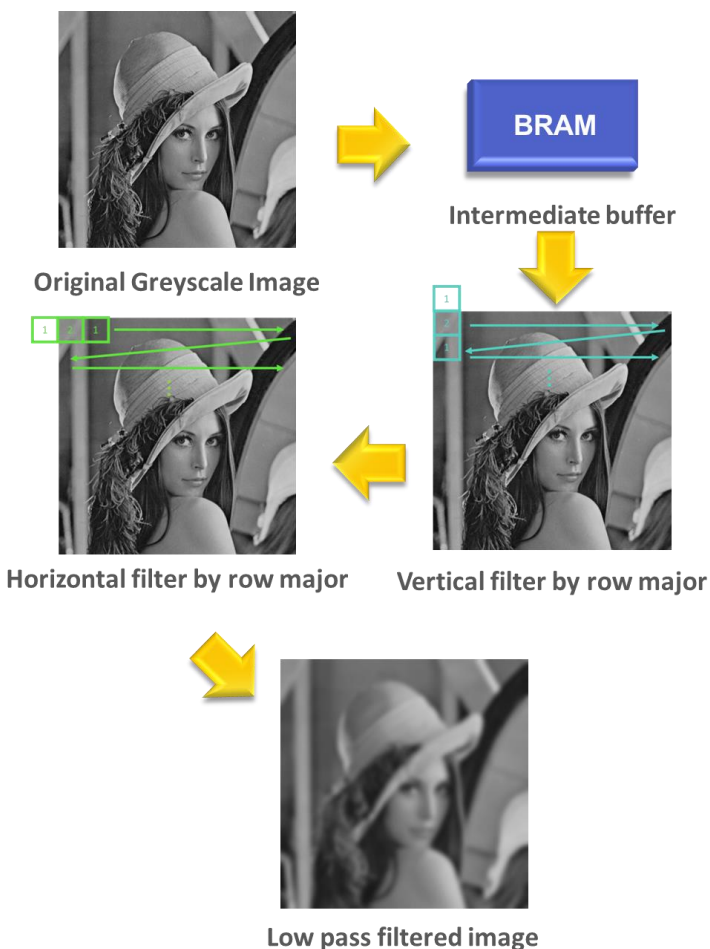 BRAM
Intermediate buffer
Original Greyscale Image
1
2
1
1 2 1
Vertical filter by row major
Horizontal filter by row major
Low pass filtered image